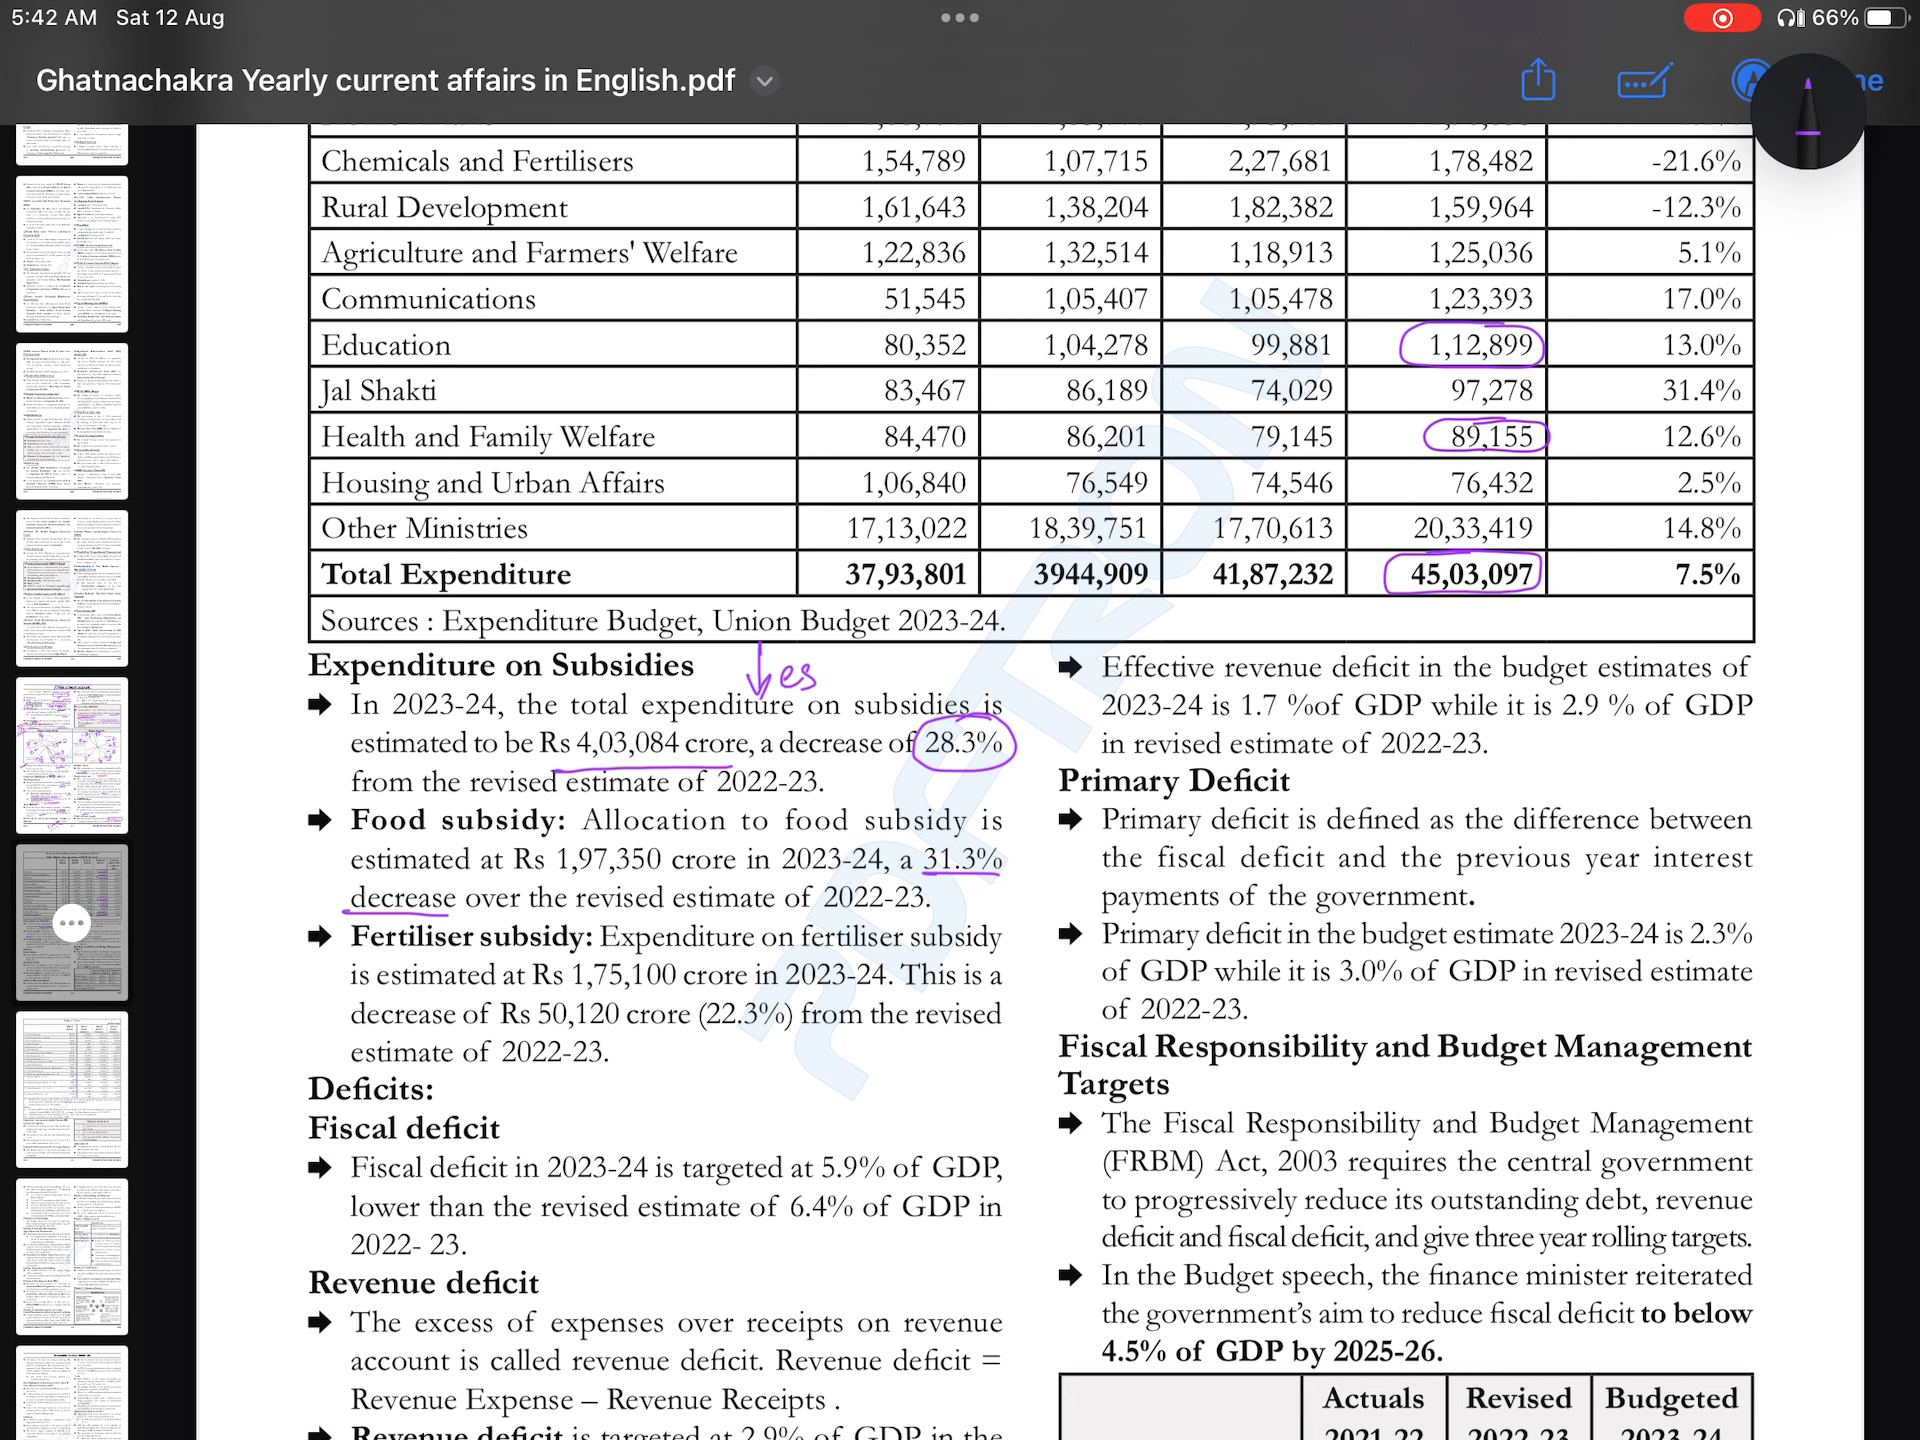 5:42 AM Sat 12 Aug
66%
Ghatnachakra Yearly current affairs in English.pdf
Chemicals and Fertilisers 1,54,789 1,07,715 2,27,681 1,78,482 -21.6%
Rural Development 1,61,643 1,38,204 1,82,382 1,59,964 -12.3%
Agriculture and Farmers' Welfare 1,22,836 1,32,514 1,18,913 1,25,036 5.1%
Communications 51,545 1,05,407 1,05,478 1,23,393 17.0%
Education 80,352 1,04,278 99,881 1,12,899 13.0%
Jal Shakti 83,467 86,189 74,029 97,278 31.4%
Health and Family Welfare 84,470 86,201 79,145 89,155 12.6%
Housing and Urban Affairs 1,06,840 76,549 74,546 76,432 2.5%
Other Ministries 17,13,022 18,39,751 17,70,613 20,33,419 14.8%
Total Expenditure 37,93,801 3944,909 41,87,232 45,03,097 7.5%
Sources : Expenditure Budget, Union Budget 2023-24.
Expenditure on Subsidies
es
➔ In 2023-24, the total expenditure on subsidies is
estimated to be Rs 4,03,084 crore, a decrease of 28.3%
from the revised estimate of 2022-23.
➔ Food subsidy: Allocation to food subsidy is
estimated at Rs 1,97,350 crore in 2023-24, a 31.3%
decrease over the revised estimate of 2022-23.
➔ Fertiliser subsidy: Expenditure on fertiliser subsidy
is estimated at Rs 1,75,100 crore in 2023-24. This is a
decrease of Rs 50,120 crore (22.3%) from the revised
estimate of 2022-23.
Deficits:
Fiscal deficit
➔ Fiscal deficit in 2023-24 is targeted at 5.9% of GDP,
lower than the revised estimate of 6.4% of GDP in
2022- 23.
Revenue deficit
➔ The excess of expenses over receipts on revenue
account is called revenue deficit. Revenue deficit =
Revenue Expense – Revenue Receipts .
➔ Revenue deficit is targeted at 2.9% of GDP in the
➔ Effective revenue deficit in the budget estimates of
2023-24 is 1.7 %of GDP while it is 2.9 % of GDP
in revised estimate of 2022-23.
Primary Deficit
➔ Primary deficit is defined as the difference between
the fiscal deficit and the previous year interest
payments of the government.
➔ Primary deficit in the budget estimate 2023-24 is 2.3%
of GDP while it is 3.0% of GDP in revised estimate
of 2022-23.
Fiscal Responsibility and Budget Management
Targets
➔ The Fiscal Responsibility and Budget Management
(FRBM) Act, 2003 requires the central government
to progressively reduce its outstanding debt, revenue
deficit and fiscal deficit, and give three year rolling targets.
➔ In the Budget speech, the finance minister reiterated
the government’s aim to reduce fiscal deficit to below
4.5% of GDP by 2025-26.
Actuals Revised Budgeted
2021-22 2022-23 2023-24
PDFTRON